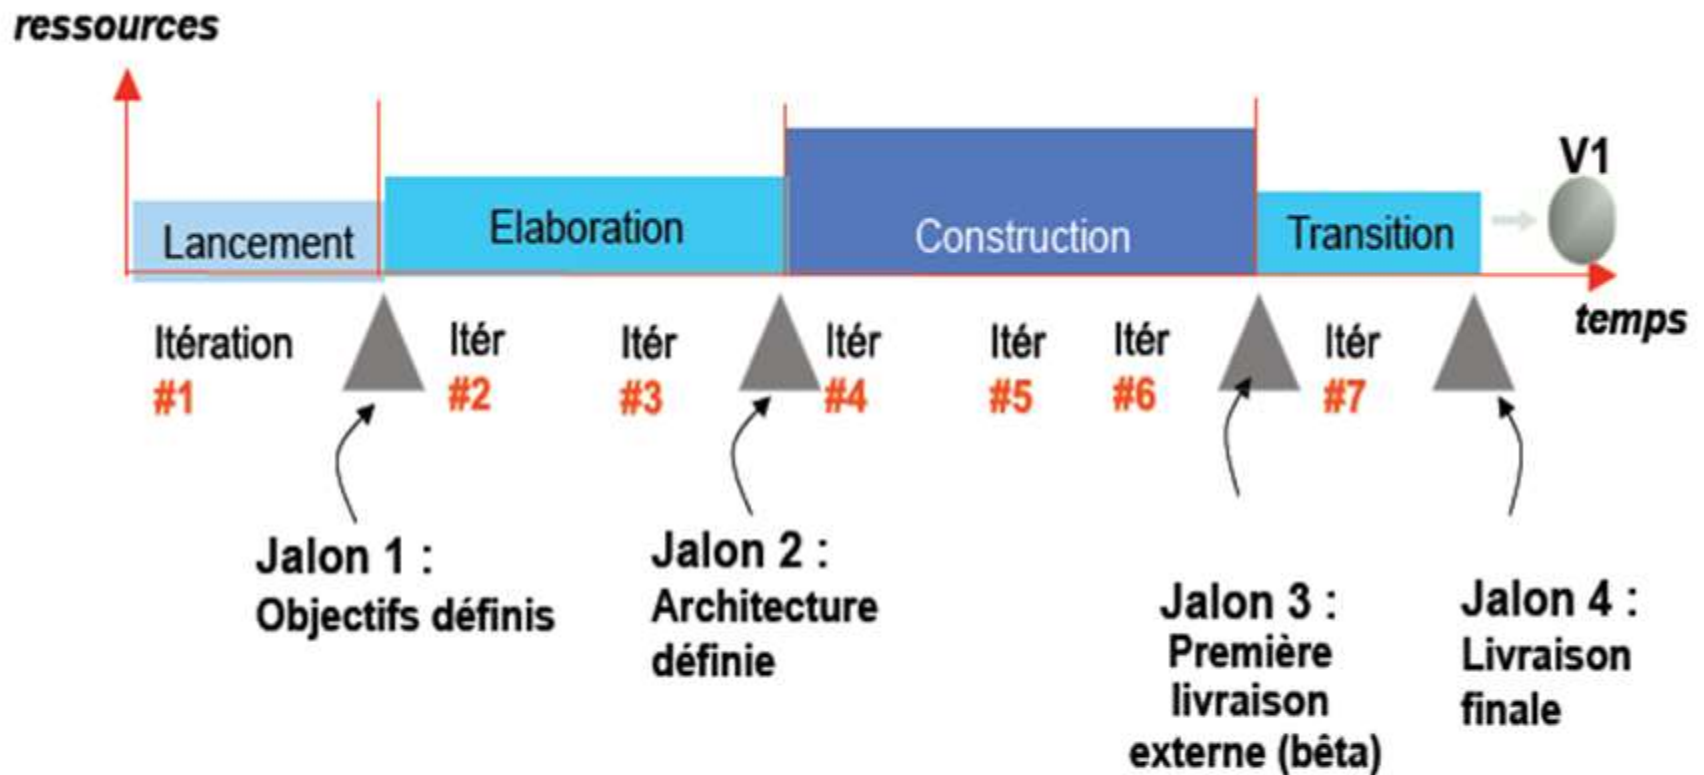 ressources
V1
Lancement
Elaboration
Construction
Transition
temps
Itération
#1
Itér
#2
Itér
#3
Itér
#4
Itér
#5
Itér
#6
Itér
#7
Jalon 1 :
Objectifs définis
Jalon 2 :
Architecture
définie
Jalon 3 :
Première
livraison
externe (bêta)
Jalon 4 :
Livraison
finale